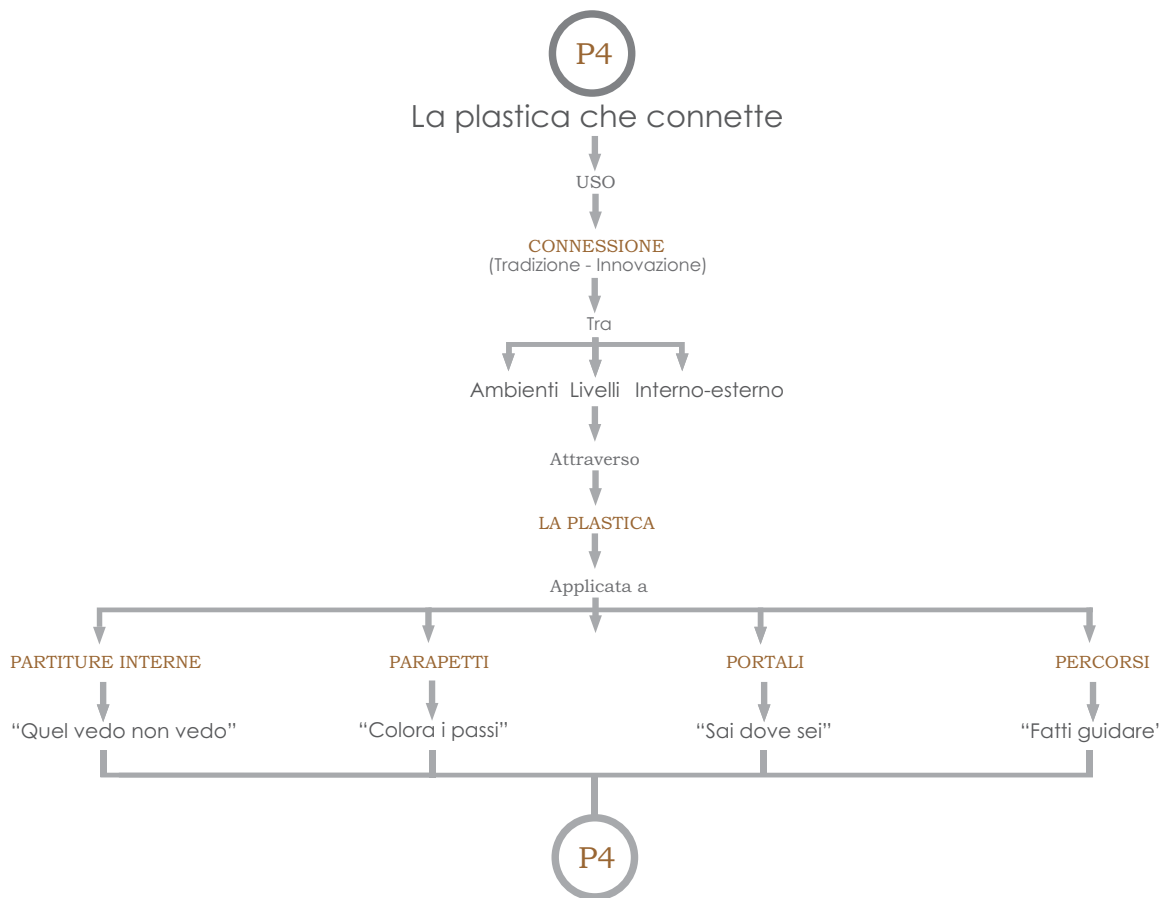 P4
La plastica che connette
USO
CONNESSIONE
(Tradizione - Innovazione)
Tra
Ambienti Livelli Interno-esterno
Attraverso
LA PLASTICA
Applicata a
PARTITURE INTERNE PARAPETTI PORTALI PERCORSI
“Quel vedo non vedo” “Colora i passi” “Sai dove sei” “Fatti guidare’
P4